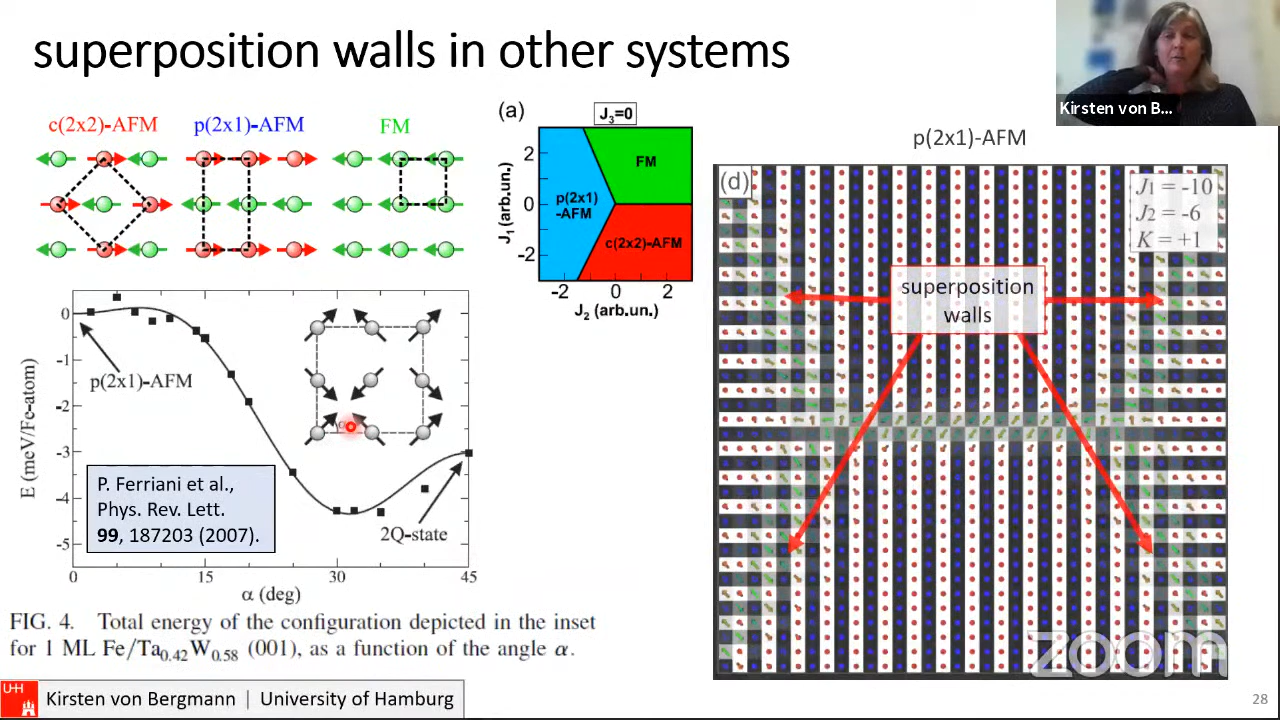 superposition walls in other systems
Kirsten von B...
c(2x2)-AFM
p(2x1)-AFM
FM
(a)
J₃=0
J₁ (arb.un.)
2
0
-2
FM
p(2x1)
-AFM
c(2x2)-AFM
-2
0
2
J₂ (arb.un.)
p(2x1)-AFM
(d)
J₁ = -10
J₂ = -6
K = +1
superposition
walls
E (meV/Fe-atom)
0
-1
-2
-3
-4
-5
p(2x1)-AFM
2Q-state
P. Ferriani et al.,
Phys. Rev. Lett.
99, 187203 (2007).
0
15
30
45
α (deg)
FIG. 4. Total energy of the configuration depicted in the inset
for 1 ML Fe/Ta₀.₄₂W₀.₅₈ (001), as a function of the angle α.
zoom
UH
Kirsten von Bergmann | University of Hamburg
28